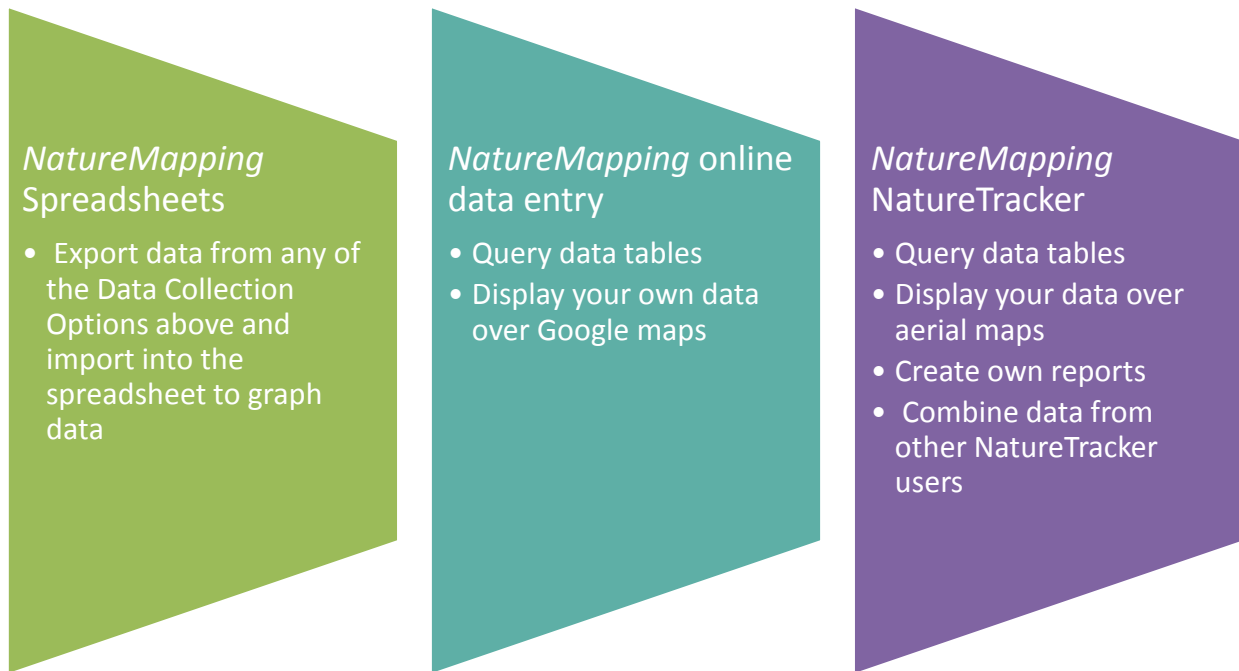 NatureMapping
Spreadsheets
• Export data from any of
the Data Collection
Options above and
import into the
spreadsheet to graph
data
NatureMapping online
data entry
• Query data tables
• Display your own data
over Google maps
NatureMapping
NatureTracker
• Query data tables
• Display your data over
aerial maps
• Create own reports
• Combine data from
other NatureTracker
users